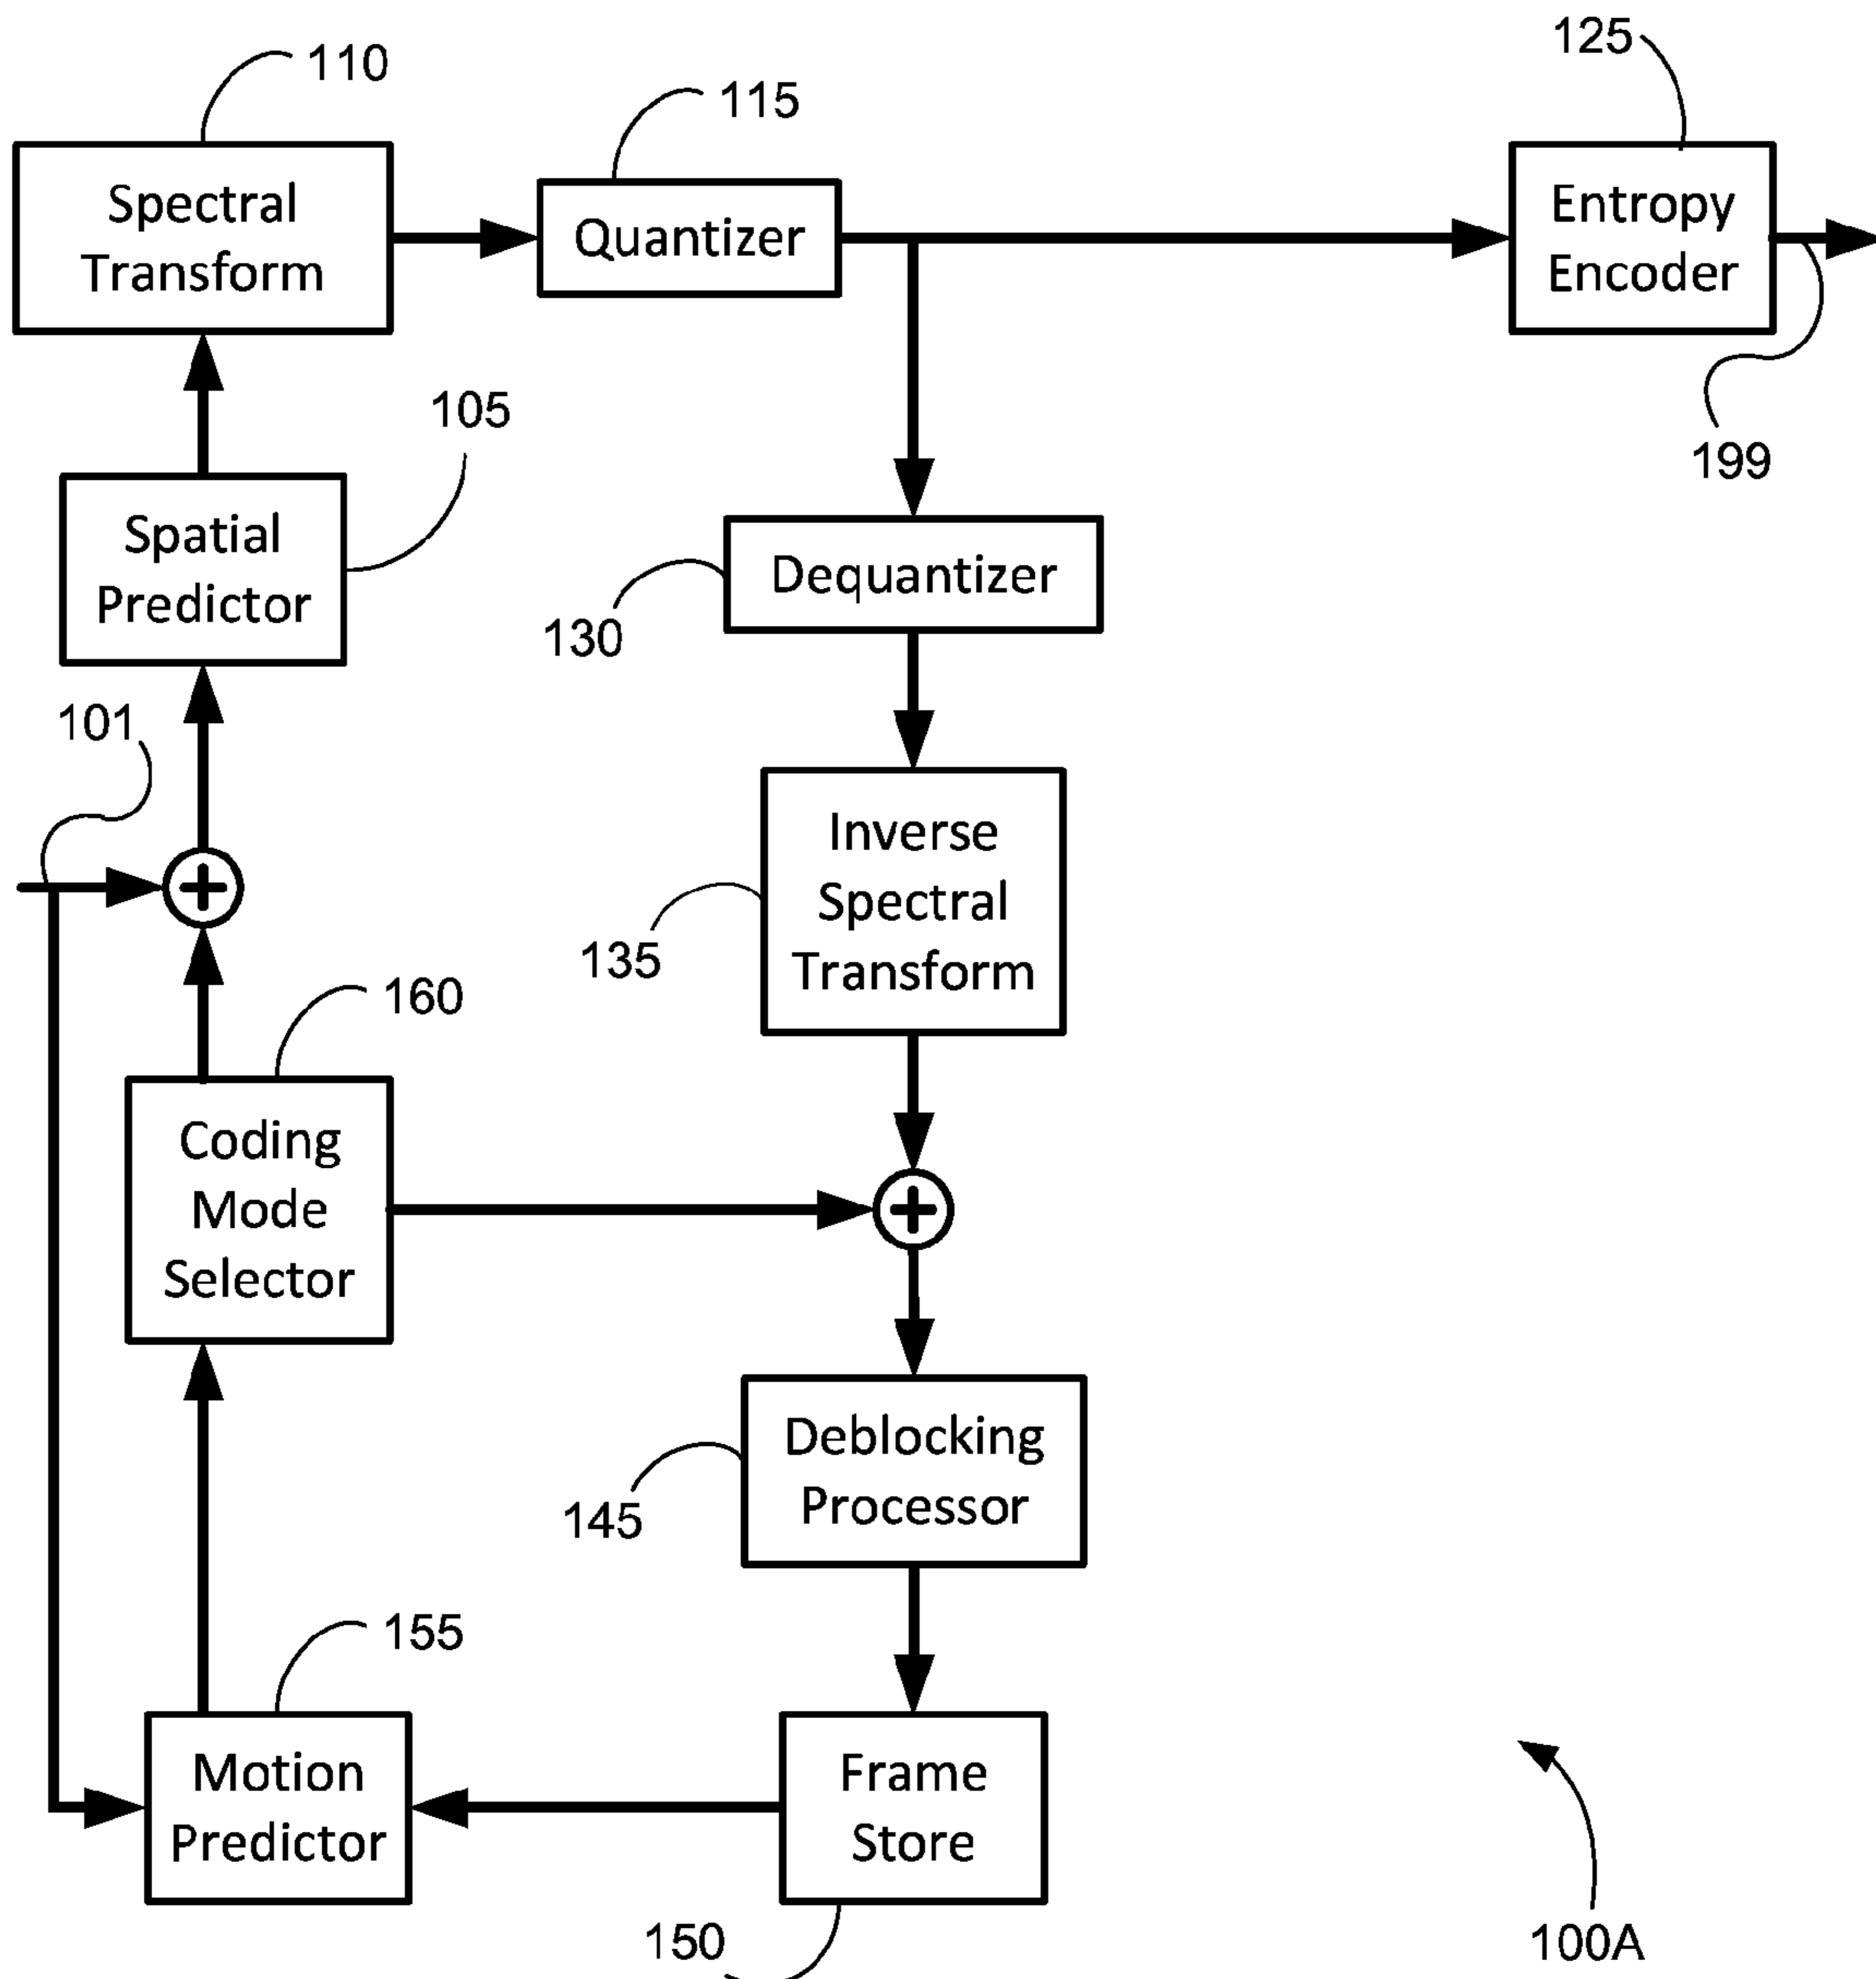 110
125
115
Spectral
Transform
Quantizer
Entropy
Encoder
105
199
Spatial
Predictor
Dequantizer
130
101
Inverse
Spectral
Transform
135
160
Coding
Mode
Selector
Deblocking
Processor
145
155
Motion
Predictor
Frame
Store
150
100A